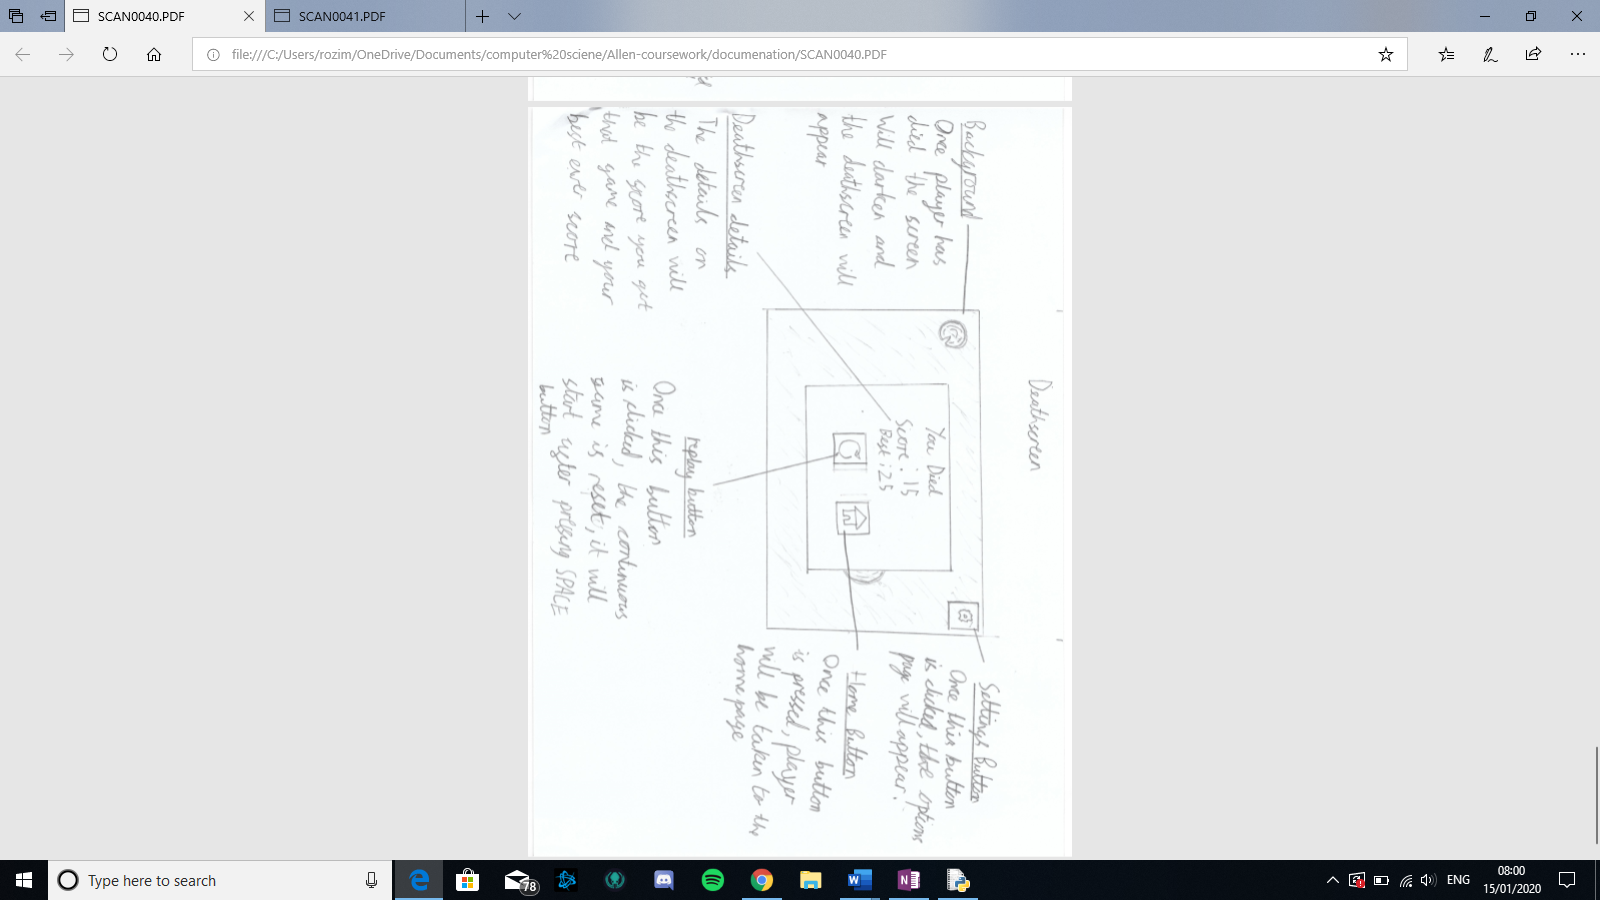 SCAN0040.PDF
SCAN0041.PDF
file:///C:/Users/rozim/OneDrive/Documents/computer%20sciene/Allen-coursework/documenation/SCAN0040.PDF
Deathscreen
Background
Once player has
died the screen
Will darken and
the deathscreen will
appear
Deathscreen details
The details on
the deathscreen will
be the score you get
that game and your
best ever score
You Died
Score : 15
Best : 25
replay button
Once this button
is clicked, the continuous
game is reset, it will
start after pressing SPACE
button
Settings Button
Once this button
is clicked, the options
page will appear.
Home Button
Once this button
is pressed, player
will be taken to the
homepage
Type here to search
78
ENG
08:00
15/01/2020